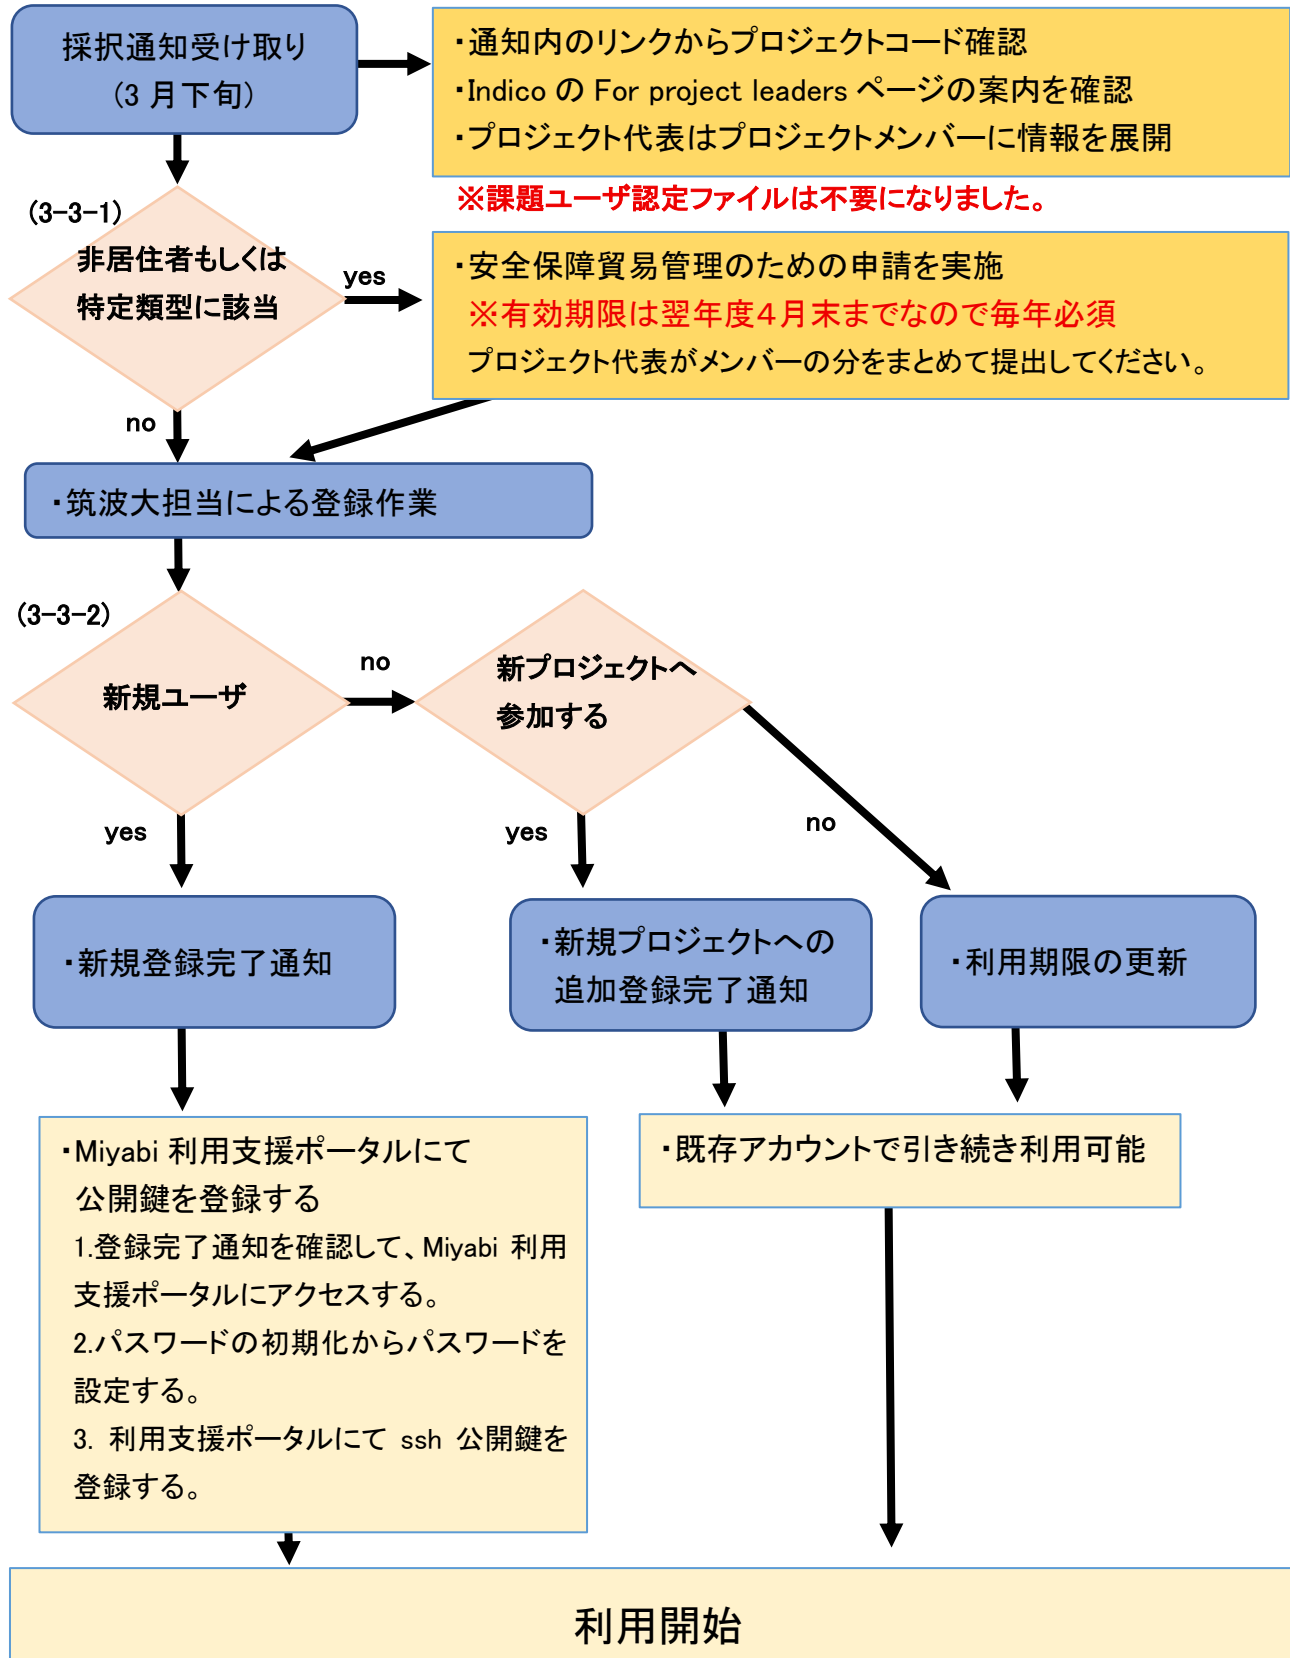 採択通知受け取り
(3 月下旬)
・通知内のリンクからプロジェクトコード確認
・Indico の For project leaders ページの案内を確認
・プロジェクト代表はプロジェクトメンバーに情報を展開
※課題ユーザ認定ファイルは不要になりました。
(3-3-1)
非居住者もしくは
特定類型に該当
yes
・安全保障貿易管理のための申請を実施
※有効期限は翌年度４月末までなので毎年必須
プロジェクト代表がメンバーの分をまとめて提出してください。
no
・筑波大担当による登録作業
(3-3-2)
新規ユーザ
no
新プロジェクトへ
参加する
yes
yes
no
・新規登録完了通知
・新規プロジェクトへの
追加登録完了通知
・利用期限の更新
・Miyabi 利用支援ポータルにて
公開鍵を登録する
1.登録完了通知を確認して、Miyabi 利用
支援ポータルにアクセスする。
2.パスワードの初期化からパスワードを
設定する。
3. 利用支援ポータルにて ssh 公開鍵を
登録する。
・既存アカウントで引き続き利用可能
利用開始